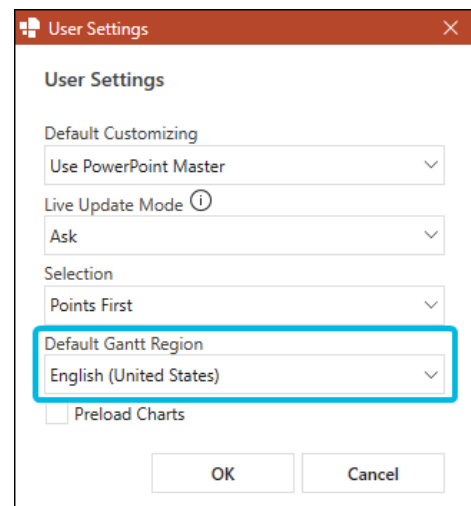 User Settings
User Settings
Default Customizing
Use PowerPoint Master
Live Update Mode
Ask
Selection
Points First
Default Gantt Region
English (United States)
Preload Charts
OK
Cancel